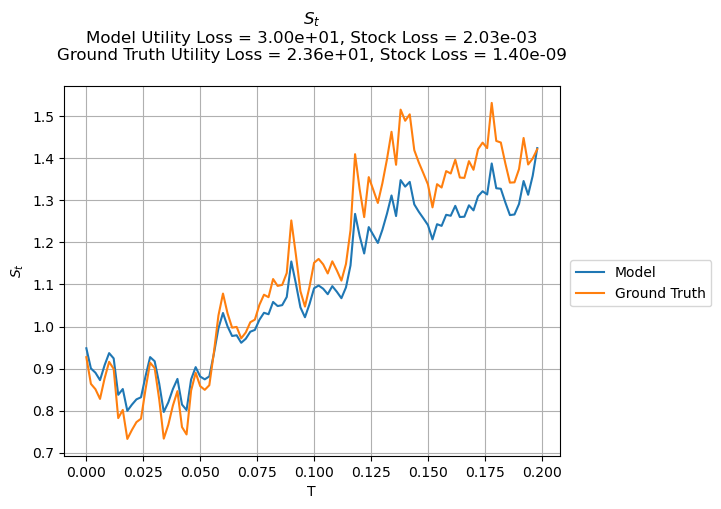 S_t
Model Utility Loss = 3.00e+01, Stock Loss = 2.03e-03
Ground Truth Utility Loss = 2.36e+01, Stock Loss = 1.40e-09
1.5
1.4
1.3
1.2
1.1
1.0
0.9
0.8
0.7
S_t
0.000
0.025
0.050
0.075
0.100
0.125
0.150
0.175
0.200
T
Model
Ground Truth